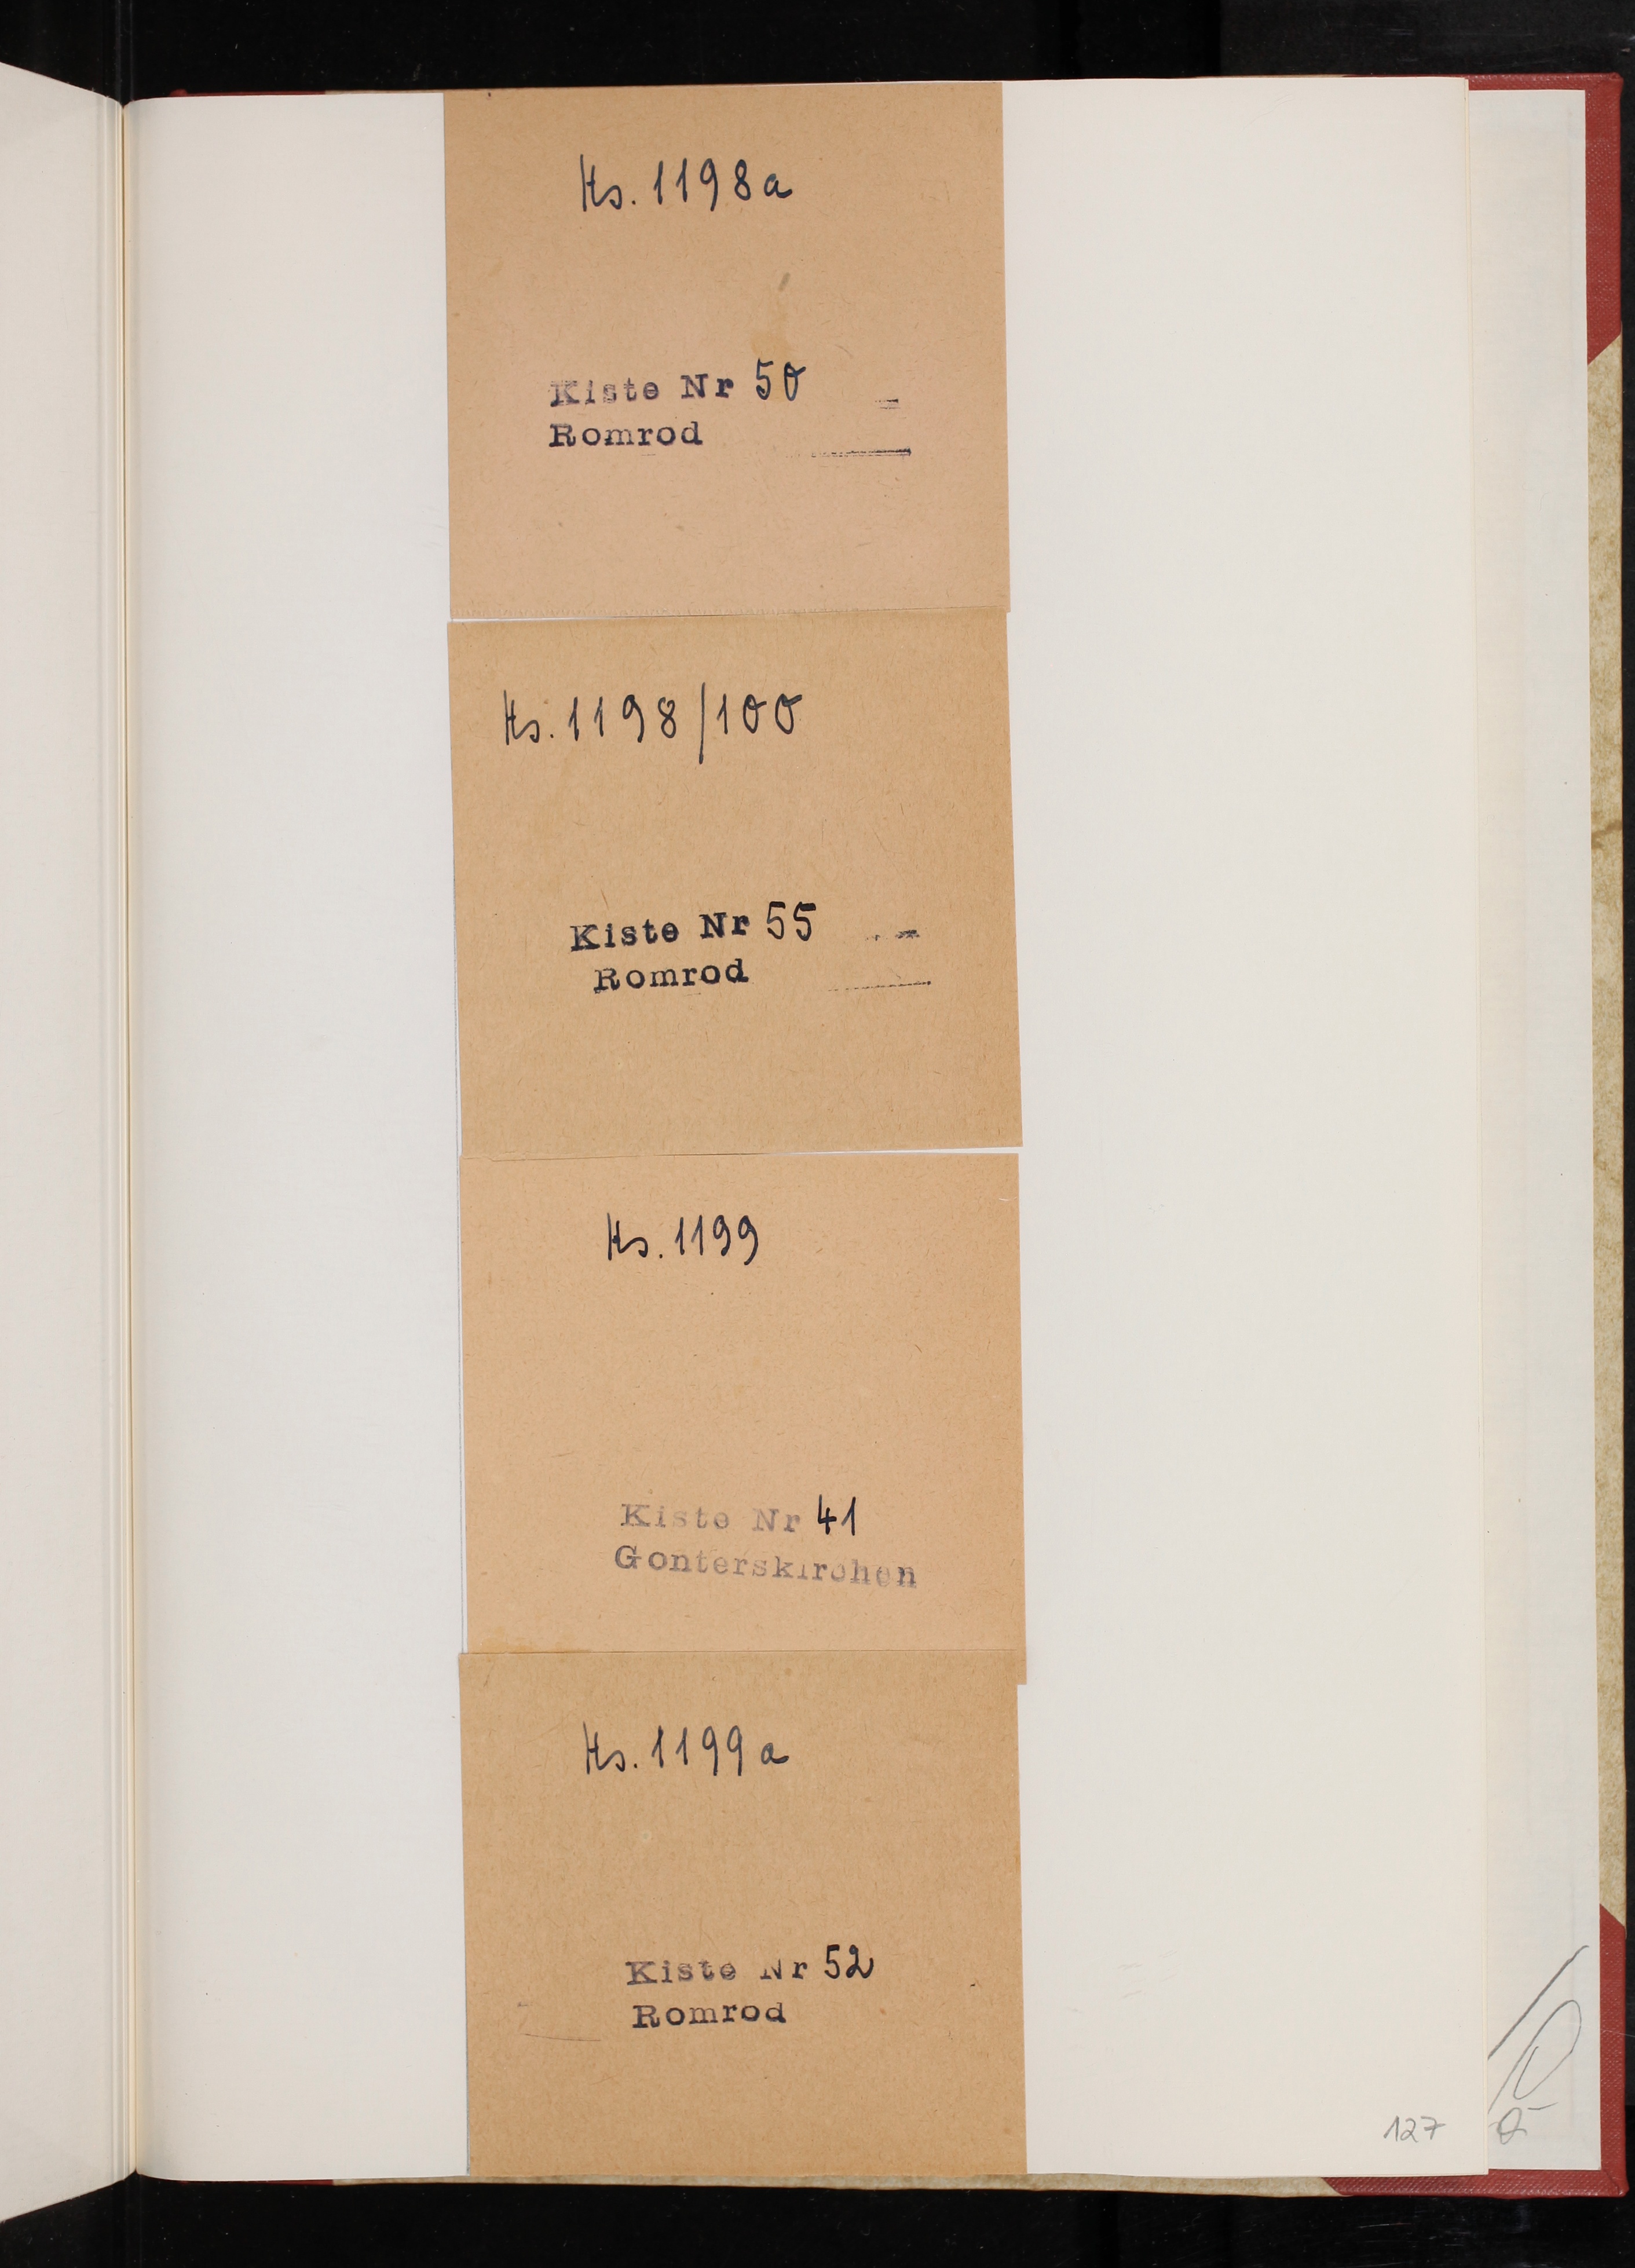 Hs. 1198a
Kiste Nr 50
Romrod
Hs. 1198/100
Kiste Nr 55
Romrod
Hs. 1199
Kiste Nr 41
Gonterskirchen
Hs. 1199a
Kiste Nr 52
Romrod
127